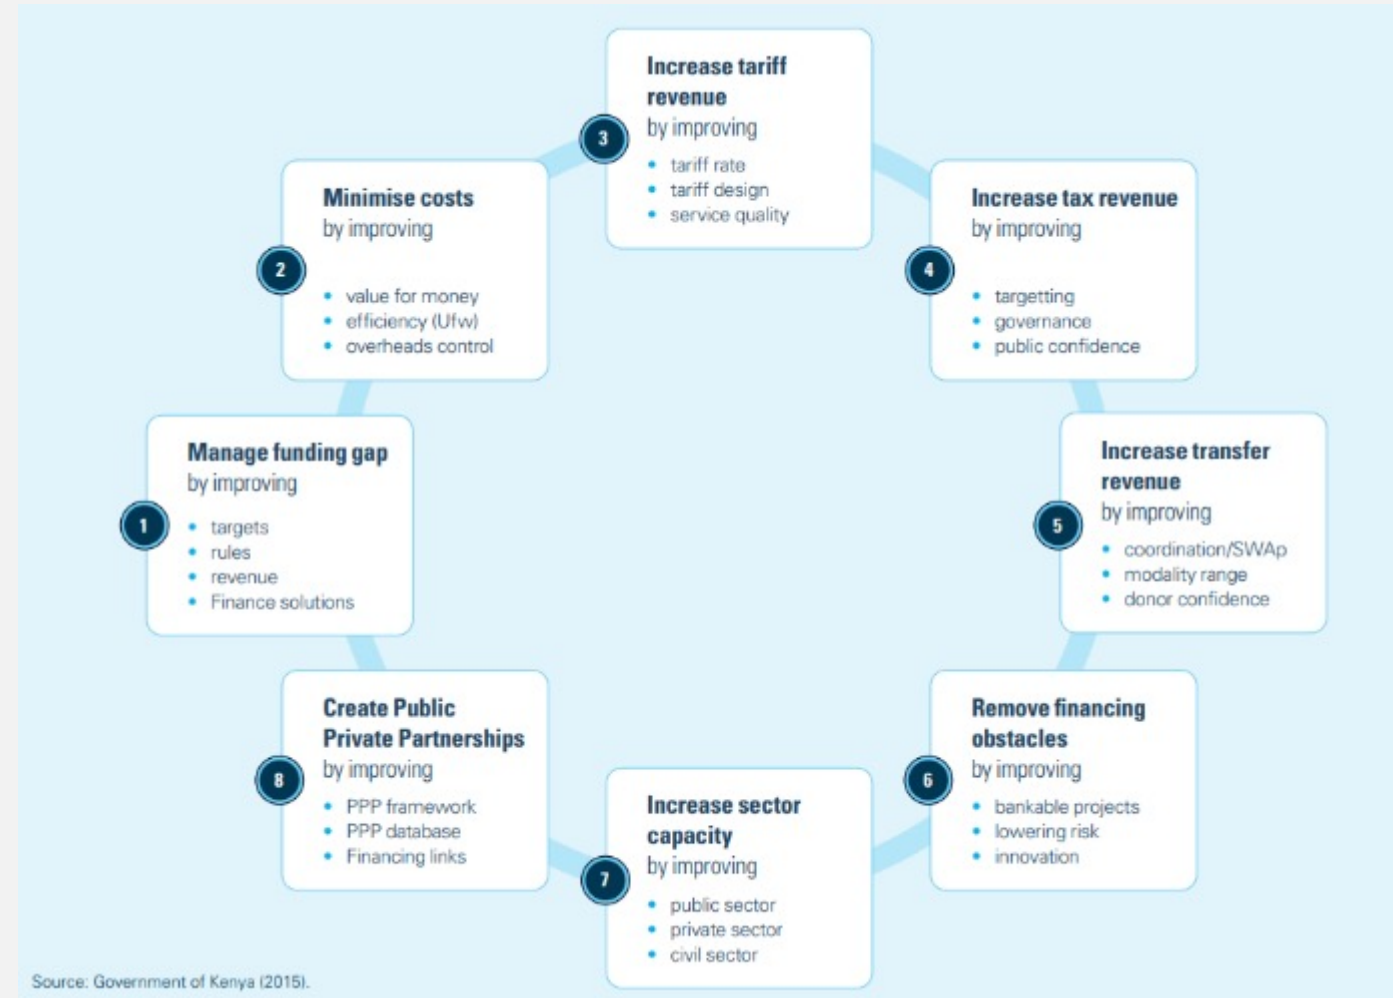 1
Manage funding gap
by improving
• targets
• rules
• revenue
• Finance solutions
2
Minimise costs
by improving
• value for money
• efficiency (Ufw)
• overheads control
3
Increase tariff
revenue
by improving
• tariff rate
• tariff design
• service quality
4
Increase tax revenue
by improving
• targetting
• governance
• public confidence
5
Increase transfer
revenue
by improving
• coordination/SWAp
• modality range
• donor confidence
6
Remove financing
obstacles
by improving
• bankable projects
• lowering risk
• innovation
7
Increase sector
capacity
by improving
• public sector
• private sector
• civil sector
8
Create Public
Private Partnerships
by improving
• PPP framework
• PPP database
• Financing links
Source: Government of Kenya (2015).